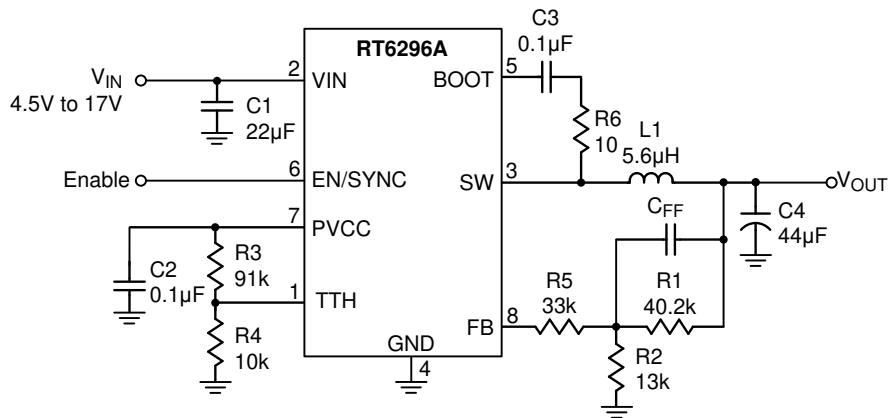 RT6296A
VIN
4.5V to 17V
2
VIN
C1
22µF
Enable
6
EN/SYNC
7
PVCC
C2
0.1µF
R3
91k
1
TTH
R4
10k
GND
4
BOOT
5
C3
0.1µF
R6
10
SW
3
L1
5.6µH
VOUT
CFF
C4
44µF
FB
8
R5
33k
R1
40.2k
R2
13k